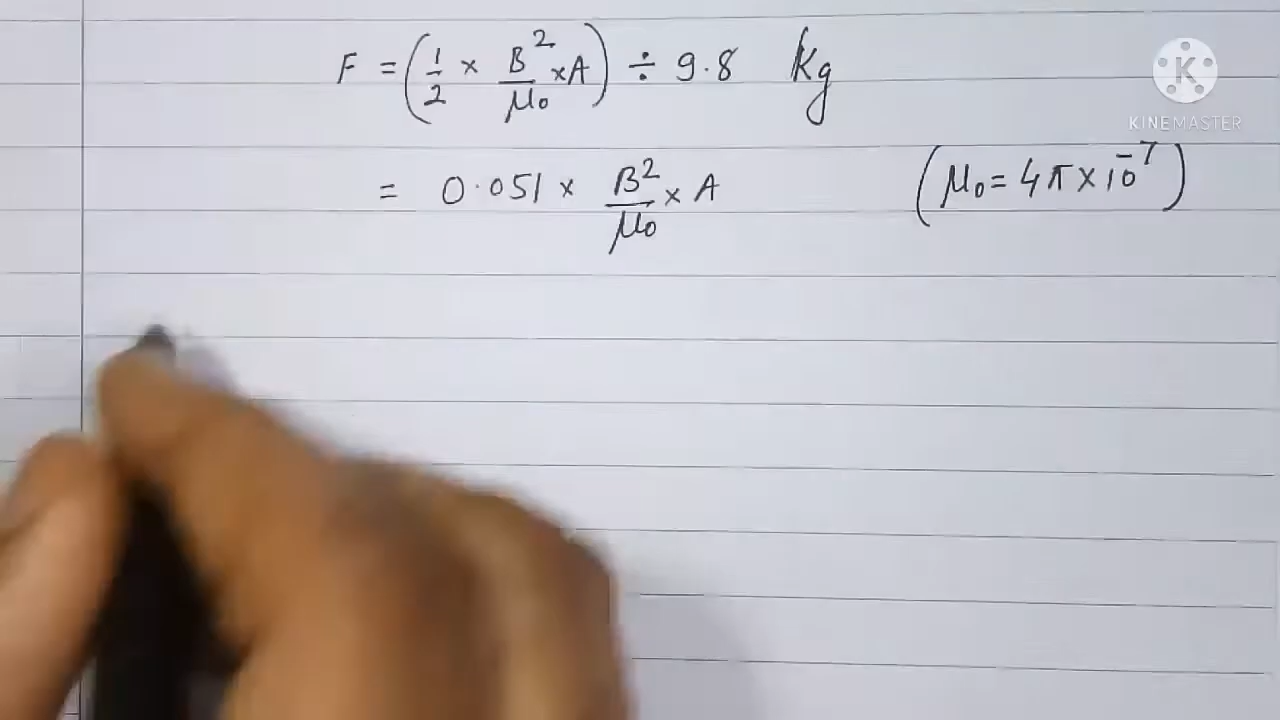 F = (1/2 × B²/μ₀ × A) ÷ 9.8 Kg
K
KINEMASTER
= 0.051 × B²/μ₀ × A (μ₀ = 4π × 10⁻⁷)